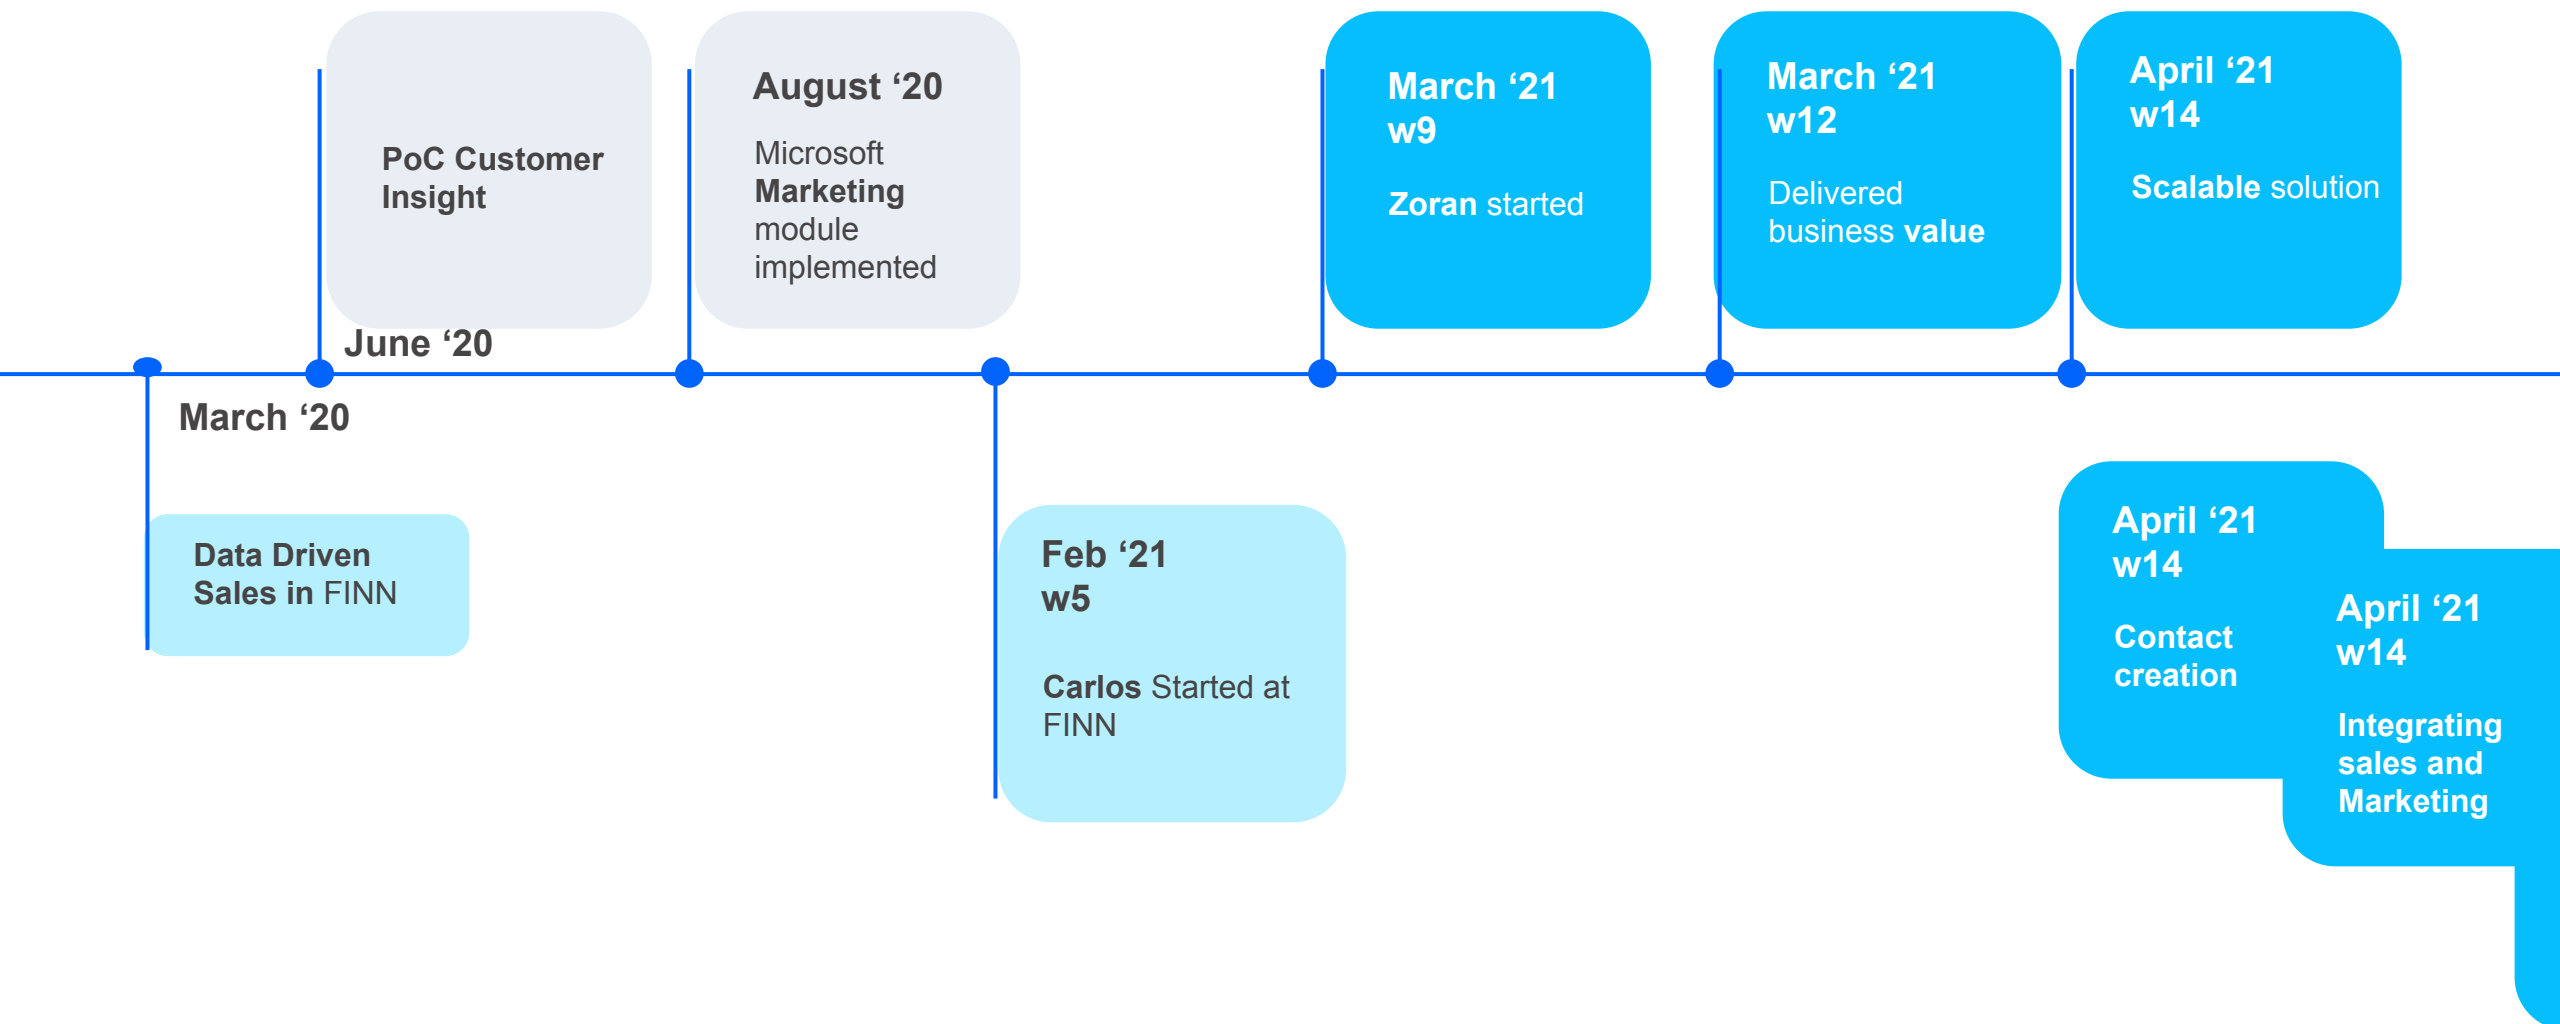 PoC Customer
Insight
June ‘20
August ‘20
Microsoft
Marketing
module
implemented
March ‘21
w9
Zoran started
March ‘21
w12
Delivered
business value
April ‘21
w14
Scalable solution
March ‘20
Data Driven
Sales in FINN
Feb ‘21
w5
Carlos Started at
FINN
April ‘21
w14
Contact
creation
April ‘21
w14
Integrating
sales and
Marketing